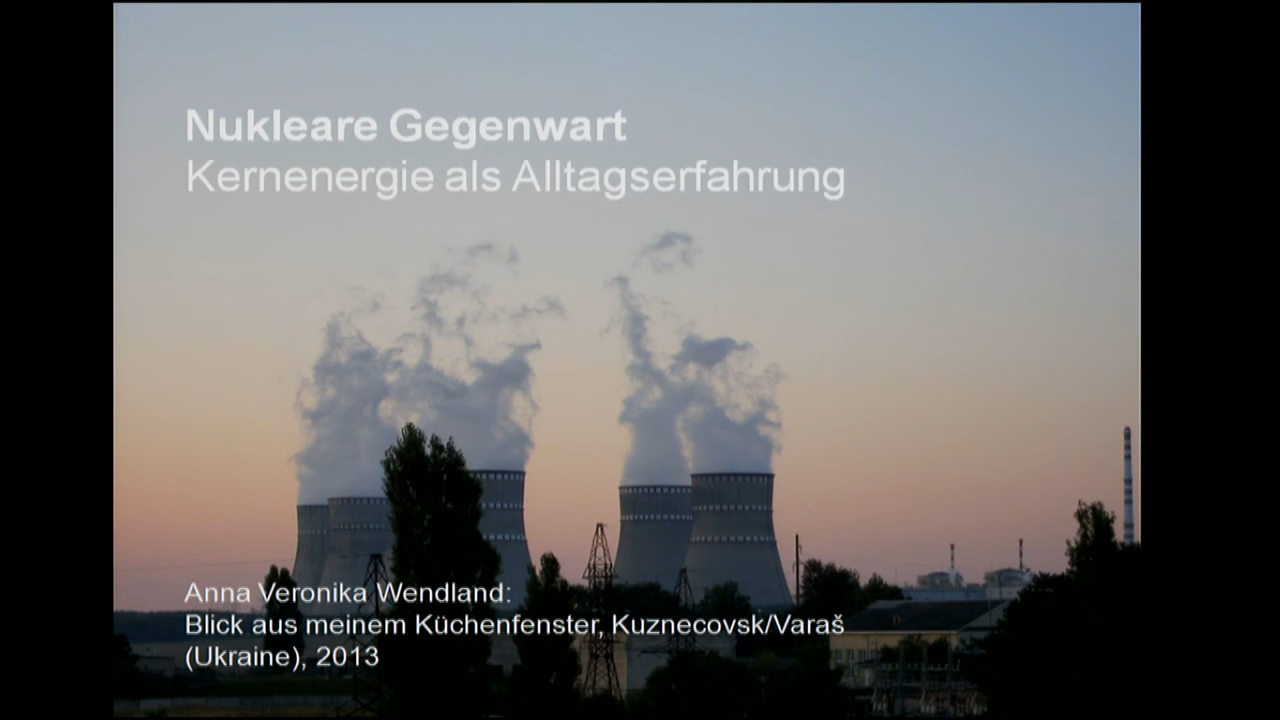 Nukleare Gegenwart
Kernenergie als Alltagserfahrung
Anna Veronika Wendland:
Blick aus meinem Küchenfenster, Kuznecovsk/Varaš
(Ukraine), 2013